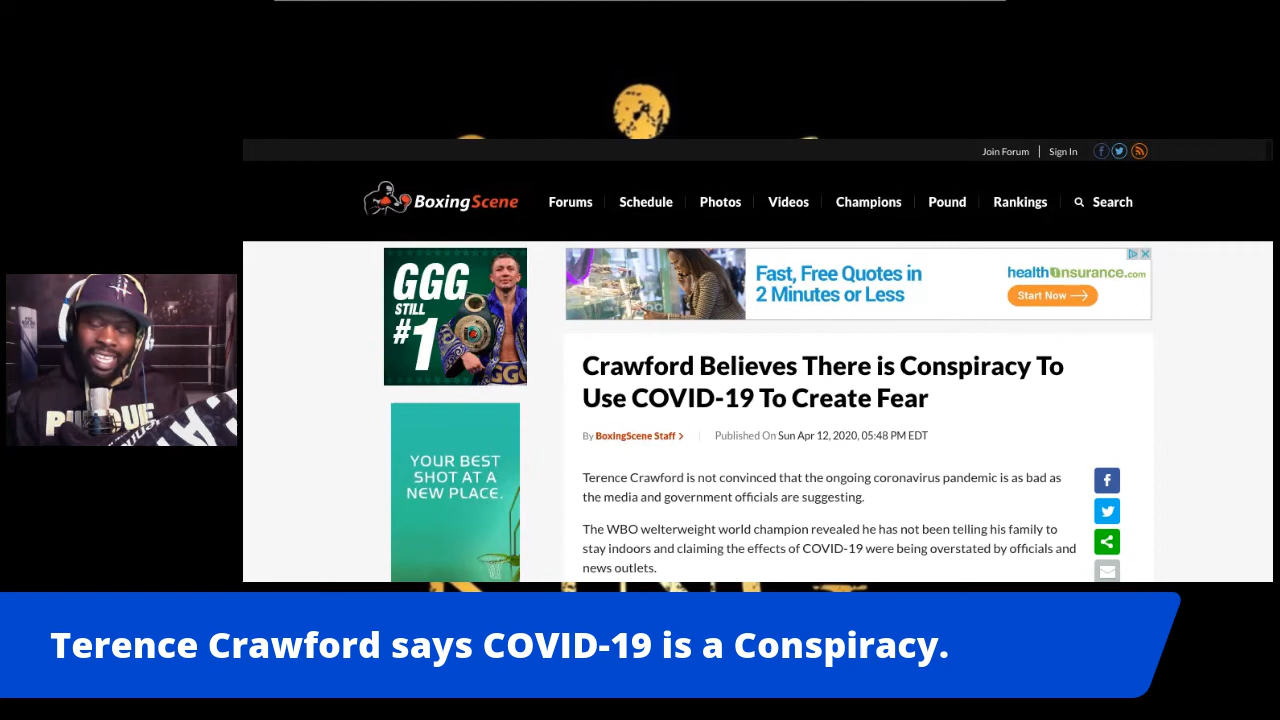 Join Forum
Sign In
BoxingScene
Forums
Schedule
Photos
Videos
Champions
Pound
Rankings
Search
GGG
STILL
#1
Fast, Free Quotes in
2 Minutes or Less
healthinsurance.com
Start Now
Crawford Believes There is Conspiracy To
Use COVID-19 To Create Fear
By BoxingScene Staff
Published On Sun Apr 12, 2020, 05:48 PM EDT
YOUR BEST
SHOT AT A
NEW PLACE.
Terence Crawford is not convinced that the ongoing coronavirus pandemic is as bad as
the media and government officials are suggesting.
The WBO welterweight world champion revealed he has not been telling his family to
stay indoors and claiming the effects of COVID-19 were being overstated by officials and
news outlets.
Terence Crawford says COVID-19 is a Conspiracy.